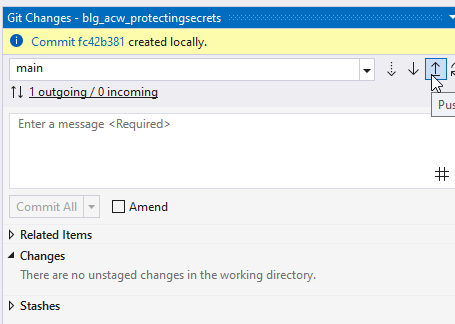 Git Changes - blg_acw_protectingsecrets
Commit fc42b381 created locally.
main
1 outgoing / 0 incoming
Pus
Enter a message <Required>
Commit All
Amend
Related Items
Changes
There are no unstaged changes in the working directory.
Stashes